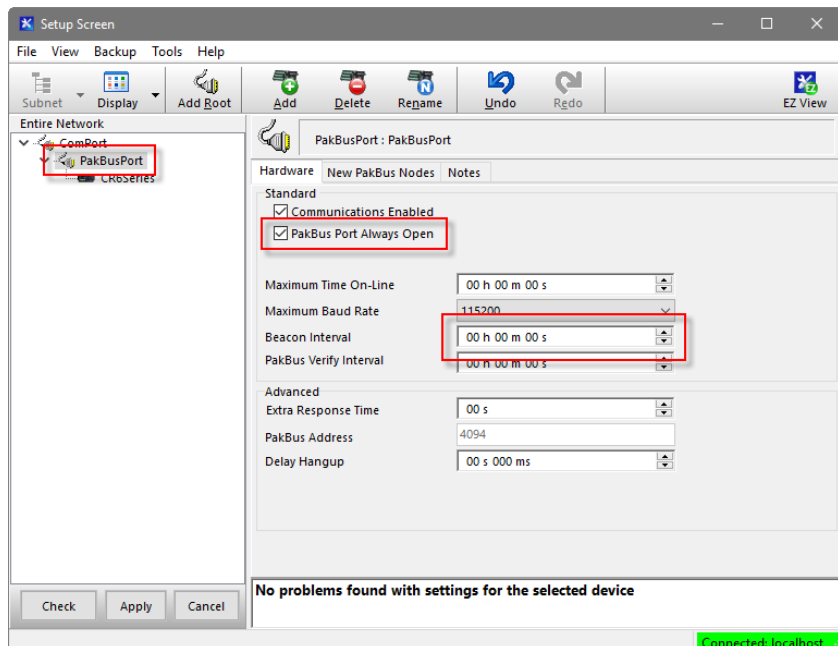 Setup Screen
File View Backup Tools Help
Subnet Display Add Root Add Delete Rename Undo Redo EZ View
Entire Network
ComPort
PakBusPort
CR6Series
PakBusPort : PakBusPort
Hardware New PakBus Nodes Notes
Standard
Communications Enabled
PakBus Port Always Open
Maximum Time On-Line 00 h 00 m 00 s
Maximum Baud Rate 115200
Beacon Interval 00 h 00 m 00 s
PakBus Verify Interval 00 h 00 m 00 s
Advanced
Extra Response Time 00 s
PakBus Address 4094
Delay Hangup 00 s 000 ms
No problems found with settings for the selected device
Check Apply Cancel
Connected: localhost